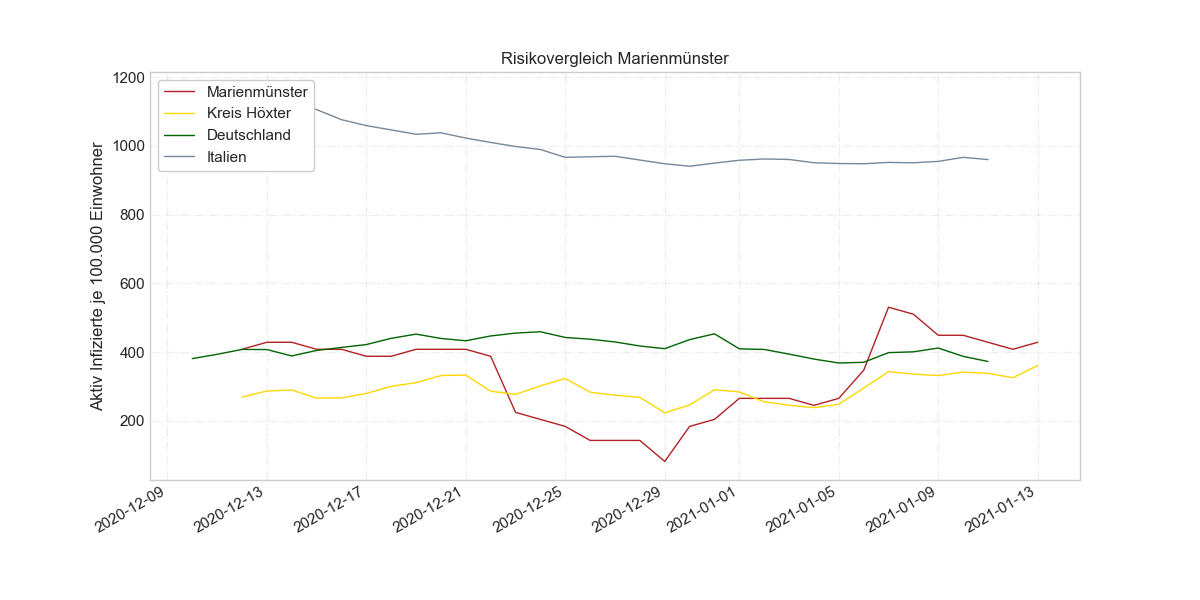 Risikovergleich Marienmünster
Marienmünster
Kreis Höxter
Deutschland
Italien
Aktiv Infizierte je 100.000 Einwohner
1200
1000
800
600
400
200
2020-12-09
2020-12-13
2020-12-17
2020-12-21
2020-12-25
2020-12-29
2021-01-01
2021-01-05
2021-01-09
2021-01-13